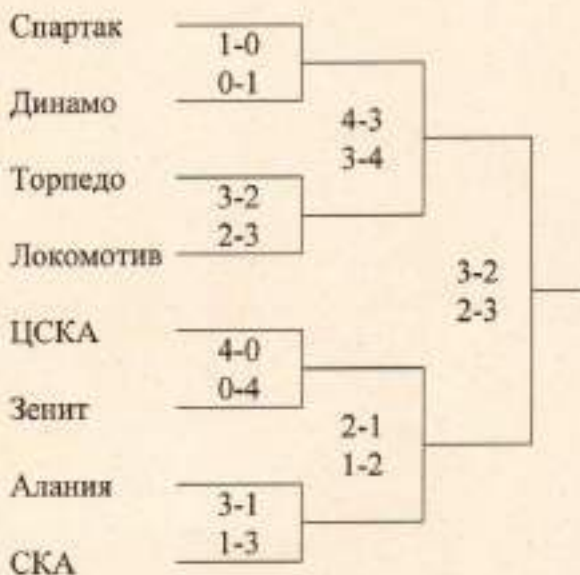 Спартак
1-0
0-1
Динамо
4-3
3-4
Торпедо
3-2
2-3
Локомотив
3-2
2-3
ЦСКА
4-0
0-4
Зенит
2-1
1-2
Алания
3-1
1-3
СКА